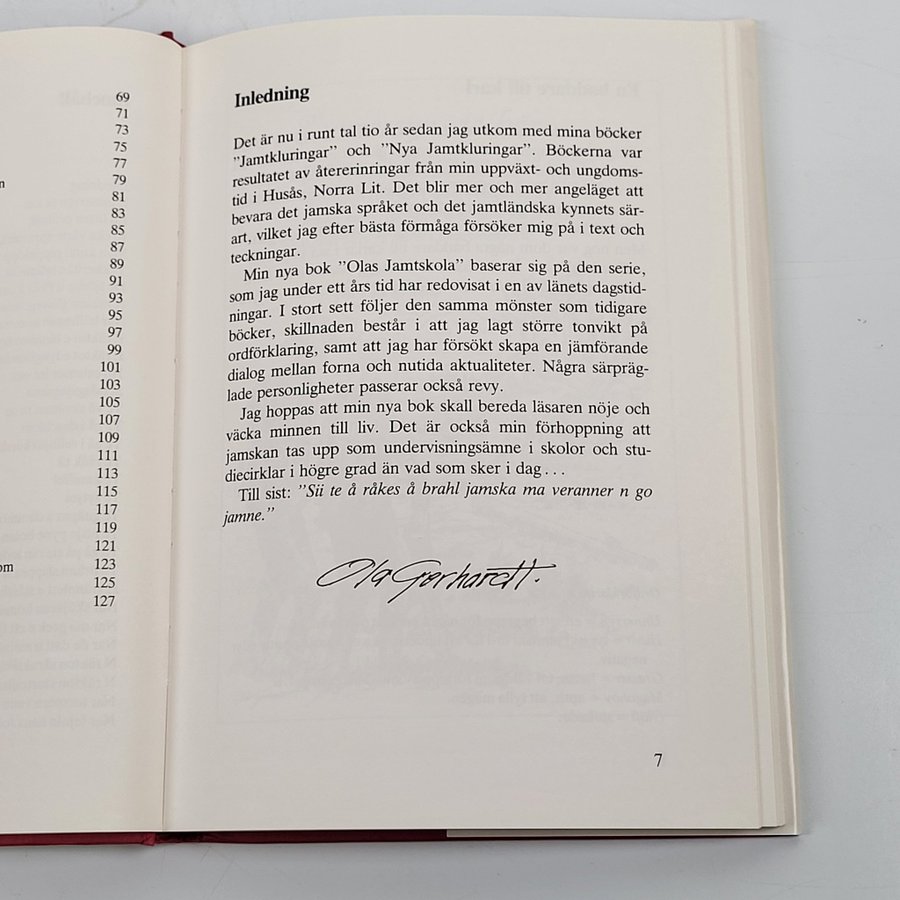 69
71
73
75
77
n 79
81
83
85
87
89
91
93
95
97
99
101
103
105
107
109
111
113
115
117
119
121
om 123
125
127
Inledning
Det är nu i runt tal tio år sedan jag utkom med mina böcker
”Jamtkluringar” och ”Nya Jamtkluringar”. Böckerna var
resultatet av återerinringar från min uppväxt- och ungdoms-
tid i Husås, Norra Lit. Det blir mer och mer angeläget att
bevara det jamska språket och det jamtländska kynnets sär-
art, vilket jag efter bästa förmåga försöker mig på i text och
teckningar.
Min nya bok ”Olas Jamtskola” baserar sig på den serie,
som jag under ett års tid har redovisat i en av länets dagstid-
ningar. I stort sett följer den samma mönster som tidigare
böcker, skillnaden består i att jag lagt större tonvikt på
ordförklaring, samt att jag har försökt skapa en jämförande
dialog mellan forna och nutida aktualiteter. Några särpräg-
lade personligheter passerar också revy.
Jag hoppas att min nya bok skall bereda läsaren nöje och
väcka minnen till liv. Det är också min förhoppning att
jamskan tas upp som undervisningsämne i skolor och stu-
diecirklar i högre grad än vad som sker i dag . . .
Till sist: ”Sii te å råkes å brahl jamska ma veranner n go
jamne.”
Ola Gerhardt.
7